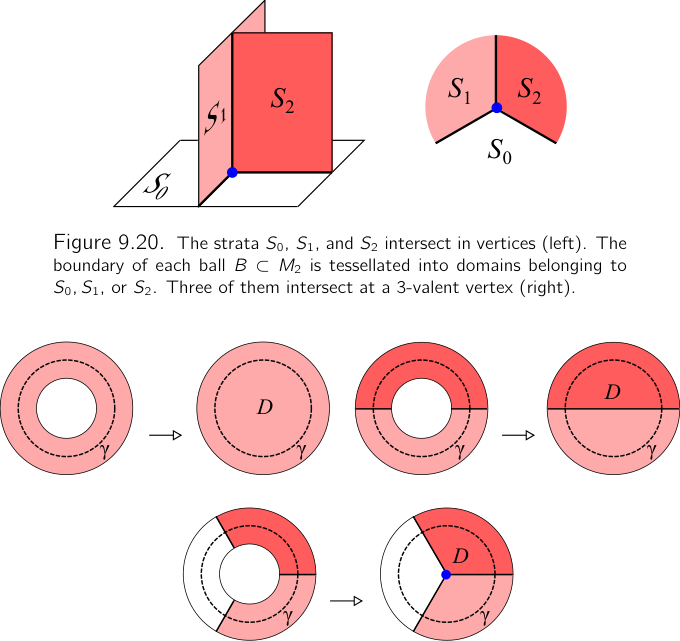 S₁
S₂
S₀
S₁
S₂
S₀
Figure 9.20. The strata S₀, S₁, and S₂ intersect in vertices (left). The
boundary of each ball B ⊂ M₂ is tessellated into domains belonging to
S₀, S₁, or S₂. Three of them intersect at a 3-valent vertex (right).
γ
D
γ
γ
D
γ
γ
D
γ